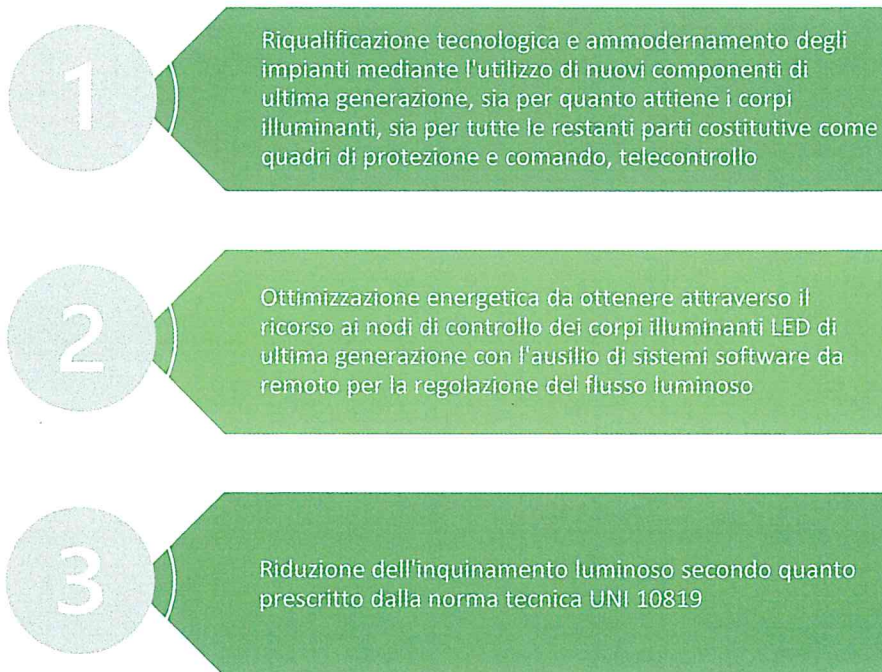 1
Riqualificazione tecnologica e ammodernamento degli
impianti mediante l'utilizzo di nuovi componenti di
ultima generazione, sia per quanto attiene i corpi
illuminanti, sia per tutte le restanti parti costitutive come
quadri di protezione e comando, telecontrollo
2
Ottimizzazione energetica da ottenere attraverso il
ricorso ai nodi di controllo dei corpi illuminanti LED di
ultima generazione con l'ausilio di sistemi software da
remoto per la regolazione del flusso luminoso
3
Riduzione dell'inquinamento luminoso secondo quanto
prescritto dalla norma tecnica UNI 10819